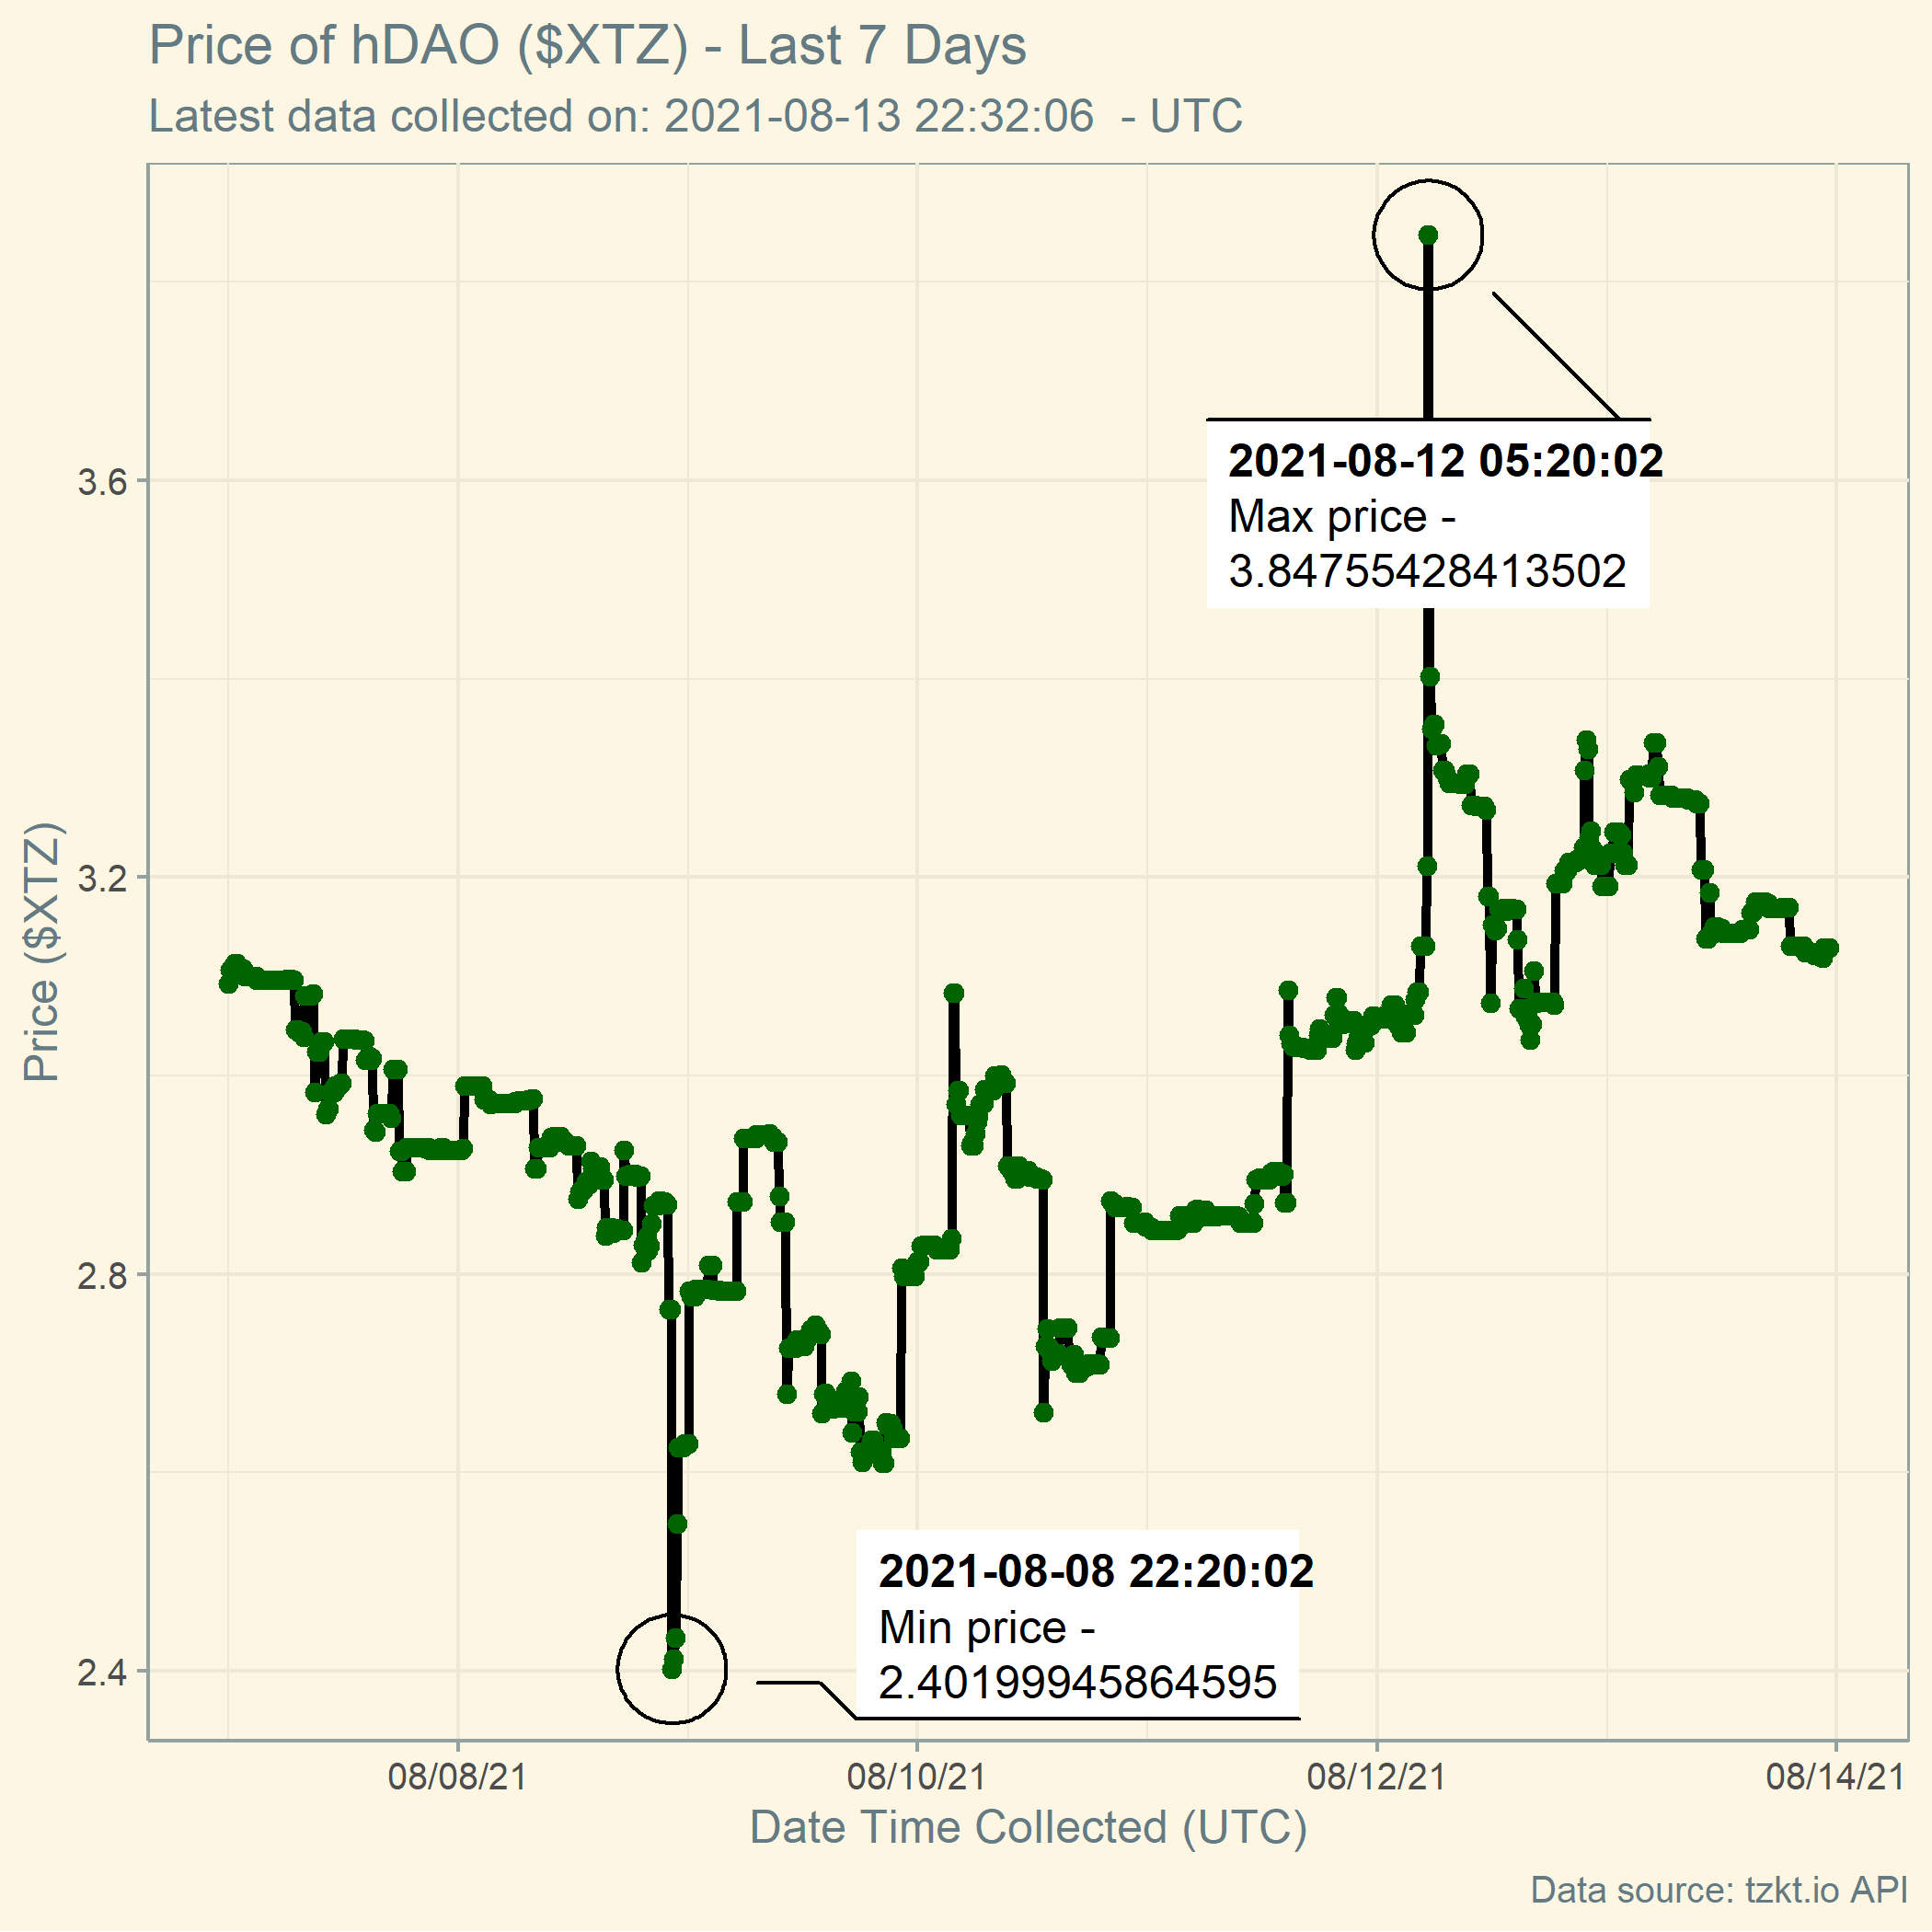 Price of hDAO ($XTZ) - Last 7 Days
Latest data collected on: 2021-08-13 22:32:06  - UTC
2021-08-12 05:20:02
Max price -
3.84755428413502
3.6
3.2
2.8
2.4
Price ($XTZ)
2021-08-08 22:20:02
Min price -
2.40199945864595
08/08/21
08/10/21
08/12/21
08/14/21
Date Time Collected (UTC)
Data source: tzkt.io API